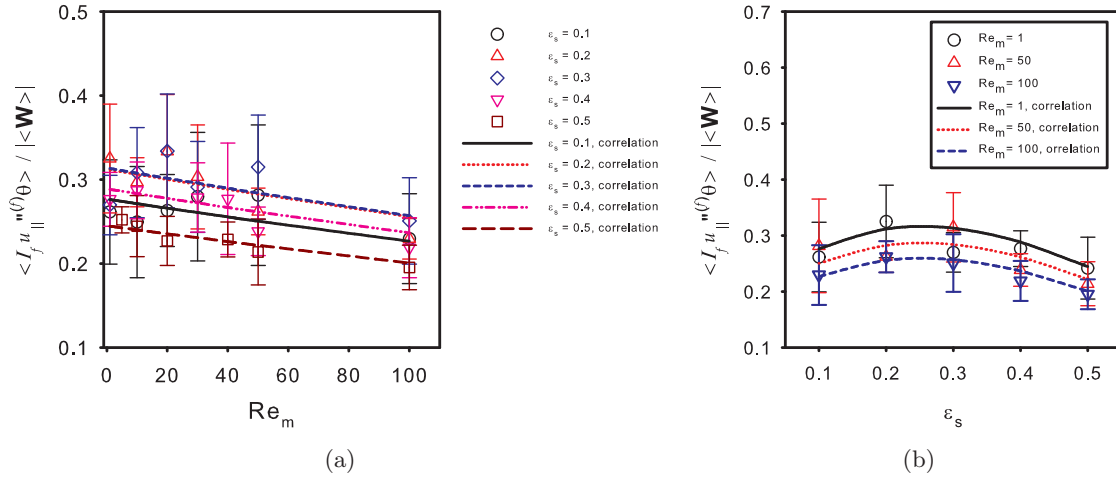 <I_f u_||"^(f)θ> / |<W>|
0.5
0.4
0.3
0.2
0.1
0 20 40 60 80 100
Re_m
ε_s = 0.1
ε_s = 0.2
ε_s = 0.3
ε_s = 0.4
ε_s = 0.5
ε_s = 0.1, correlation
ε_s = 0.2, correlation
ε_s = 0.3, correlation
ε_s = 0.4, correlation
ε_s = 0.5, correlation
(a)
<I_f u_||"^(f)θ> / |<W>|
0.7
0.6
0.5
0.4
0.3
0.2
0.1
0.1 0.2 0.3 0.4 0.5
ε_s
Re_m = 1
Re_m = 50
Re_m = 100
Re_m = 1, correlation
Re_m = 50, correlation
Re_m = 100, orrelation
(b)